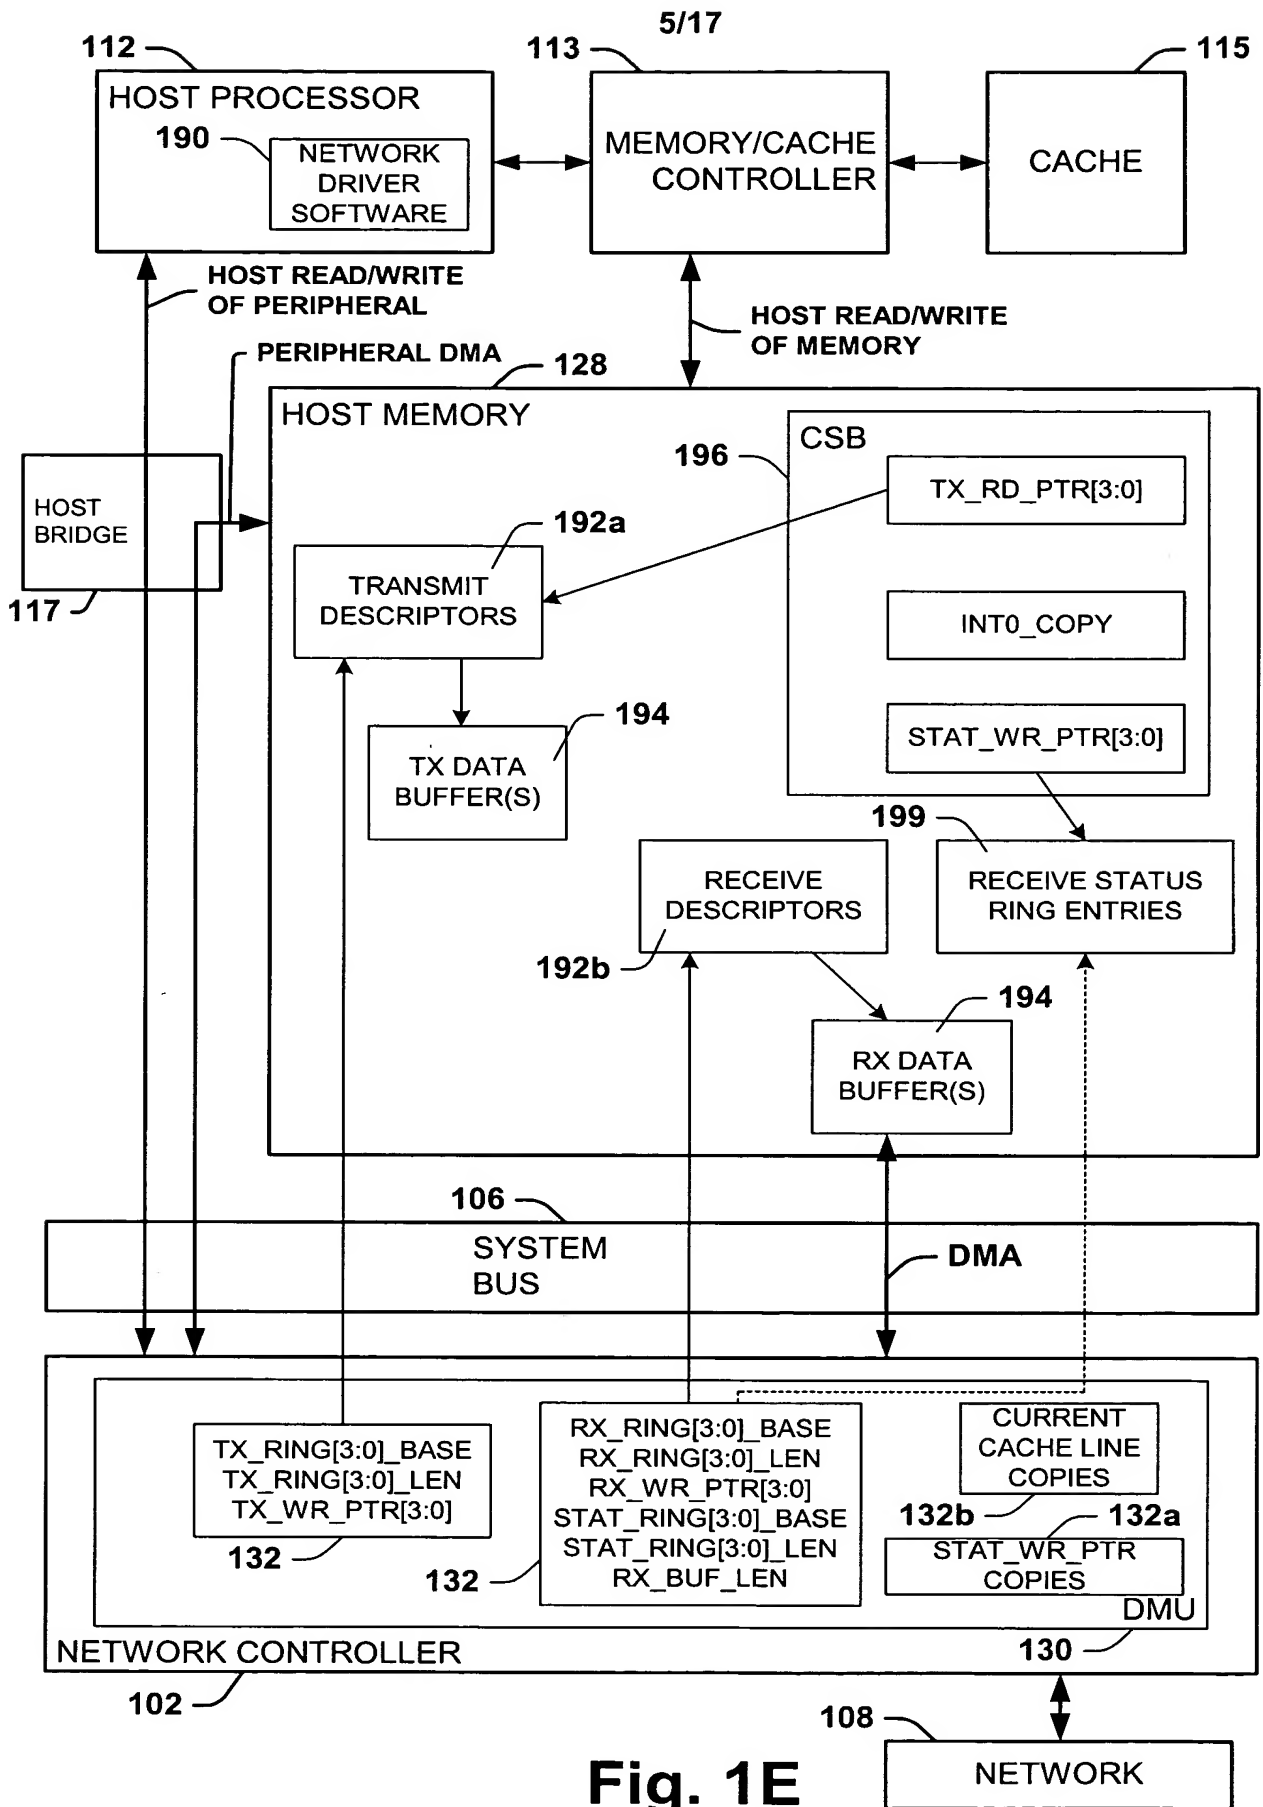 5/17
112
113
115
HOST PROCESSOR
190
NETWORK
DRIVER
SOFTWARE
MEMORY/CACHE
CONTROLLER
CACHE
HOST READ/WRITE
OF PERIPHERAL
HOST READ/WRITE
OF MEMORY
PERIPHERAL DMA
128
HOST MEMORY
CSB
196
TX_RD_PTR[3:0]
HOST
BRIDGE
117
192a
TRANSMIT
DESCRIPTORS
INT0_COPY
194
TX DATA
BUFFER(S)
STAT_WR_PTR[3:0]
199
RECEIVE
DESCRIPTORS
192b
RECEIVE STATUS
RING ENTRIES
194
RX DATA
BUFFER(S)
106
SYSTEM
BUS
DMA
TX_RING[3:0]_BASE
TX_RING[3:0]_LEN
TX_WR_PTR[3:0]
132
RX_RING[3:0]_BASE
RX_RING[3:0]_LEN
RX_WR_PTR[3:0]
STAT_RING[3:0]_BASE
STAT_RING[3:0]_LEN
RX_BUF_LEN
132
CURRENT
CACHE LINE
COPIES
132b
132a
STAT_WR_PTR
COPIES
DMU
130
NETWORK CONTROLLER
102
108
NETWORK
Fig. 1E